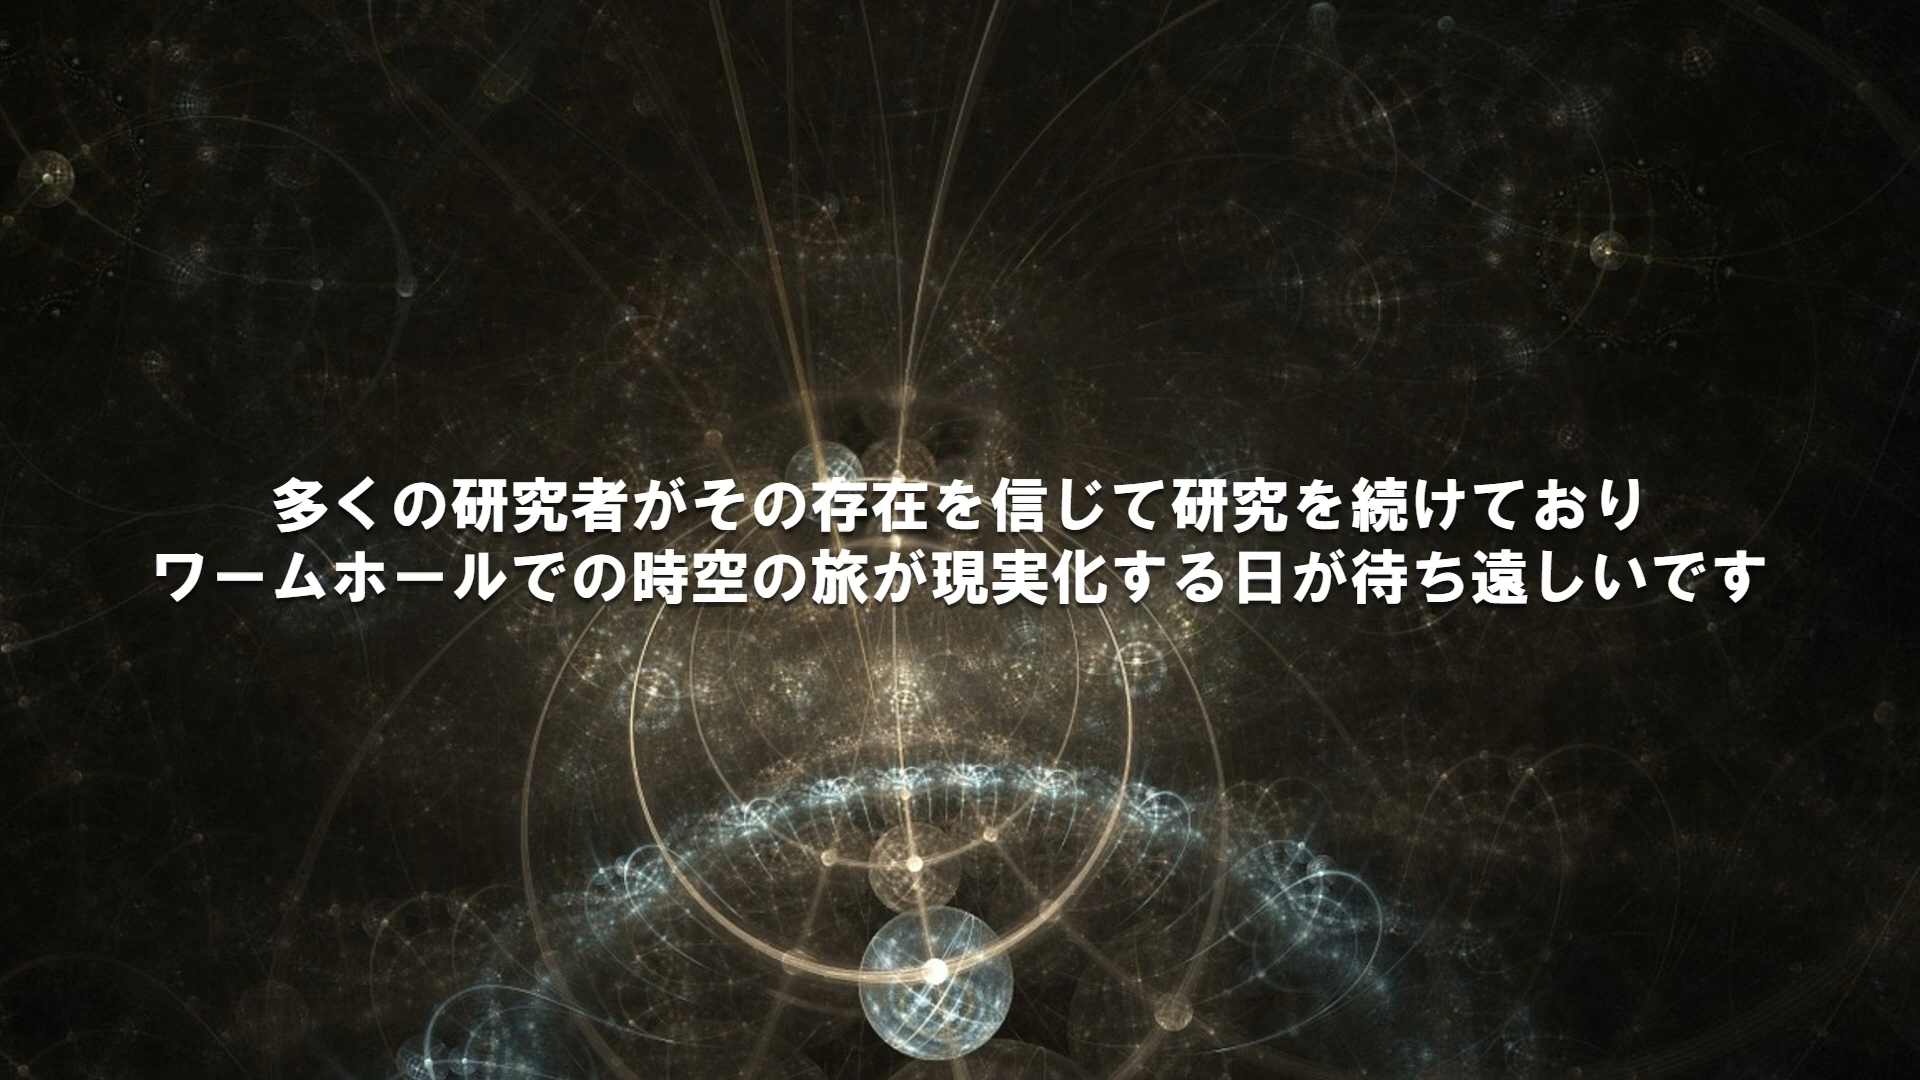 多くの研究者がその存在を信じて研究を続けており
ワームホールでの時空の旅が現実化する日が待ち遠しいです